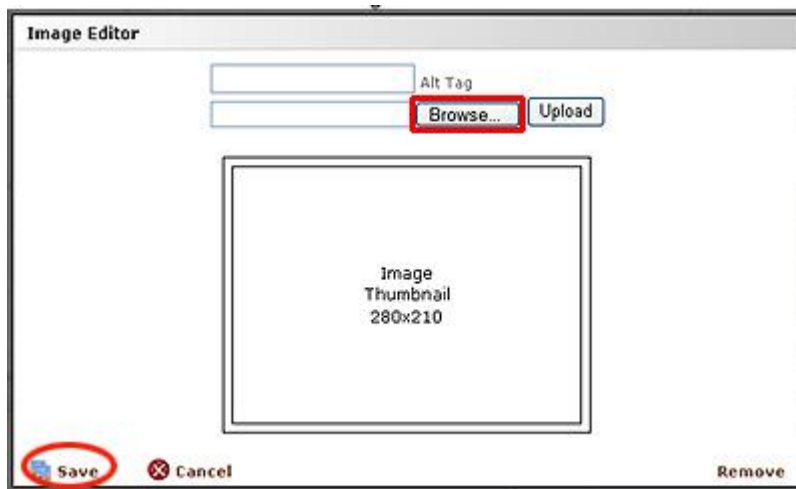 Image Editor
Alt Tag
Browse... Upload
Image
Thumbnail
280x210
Save Cancel Remove